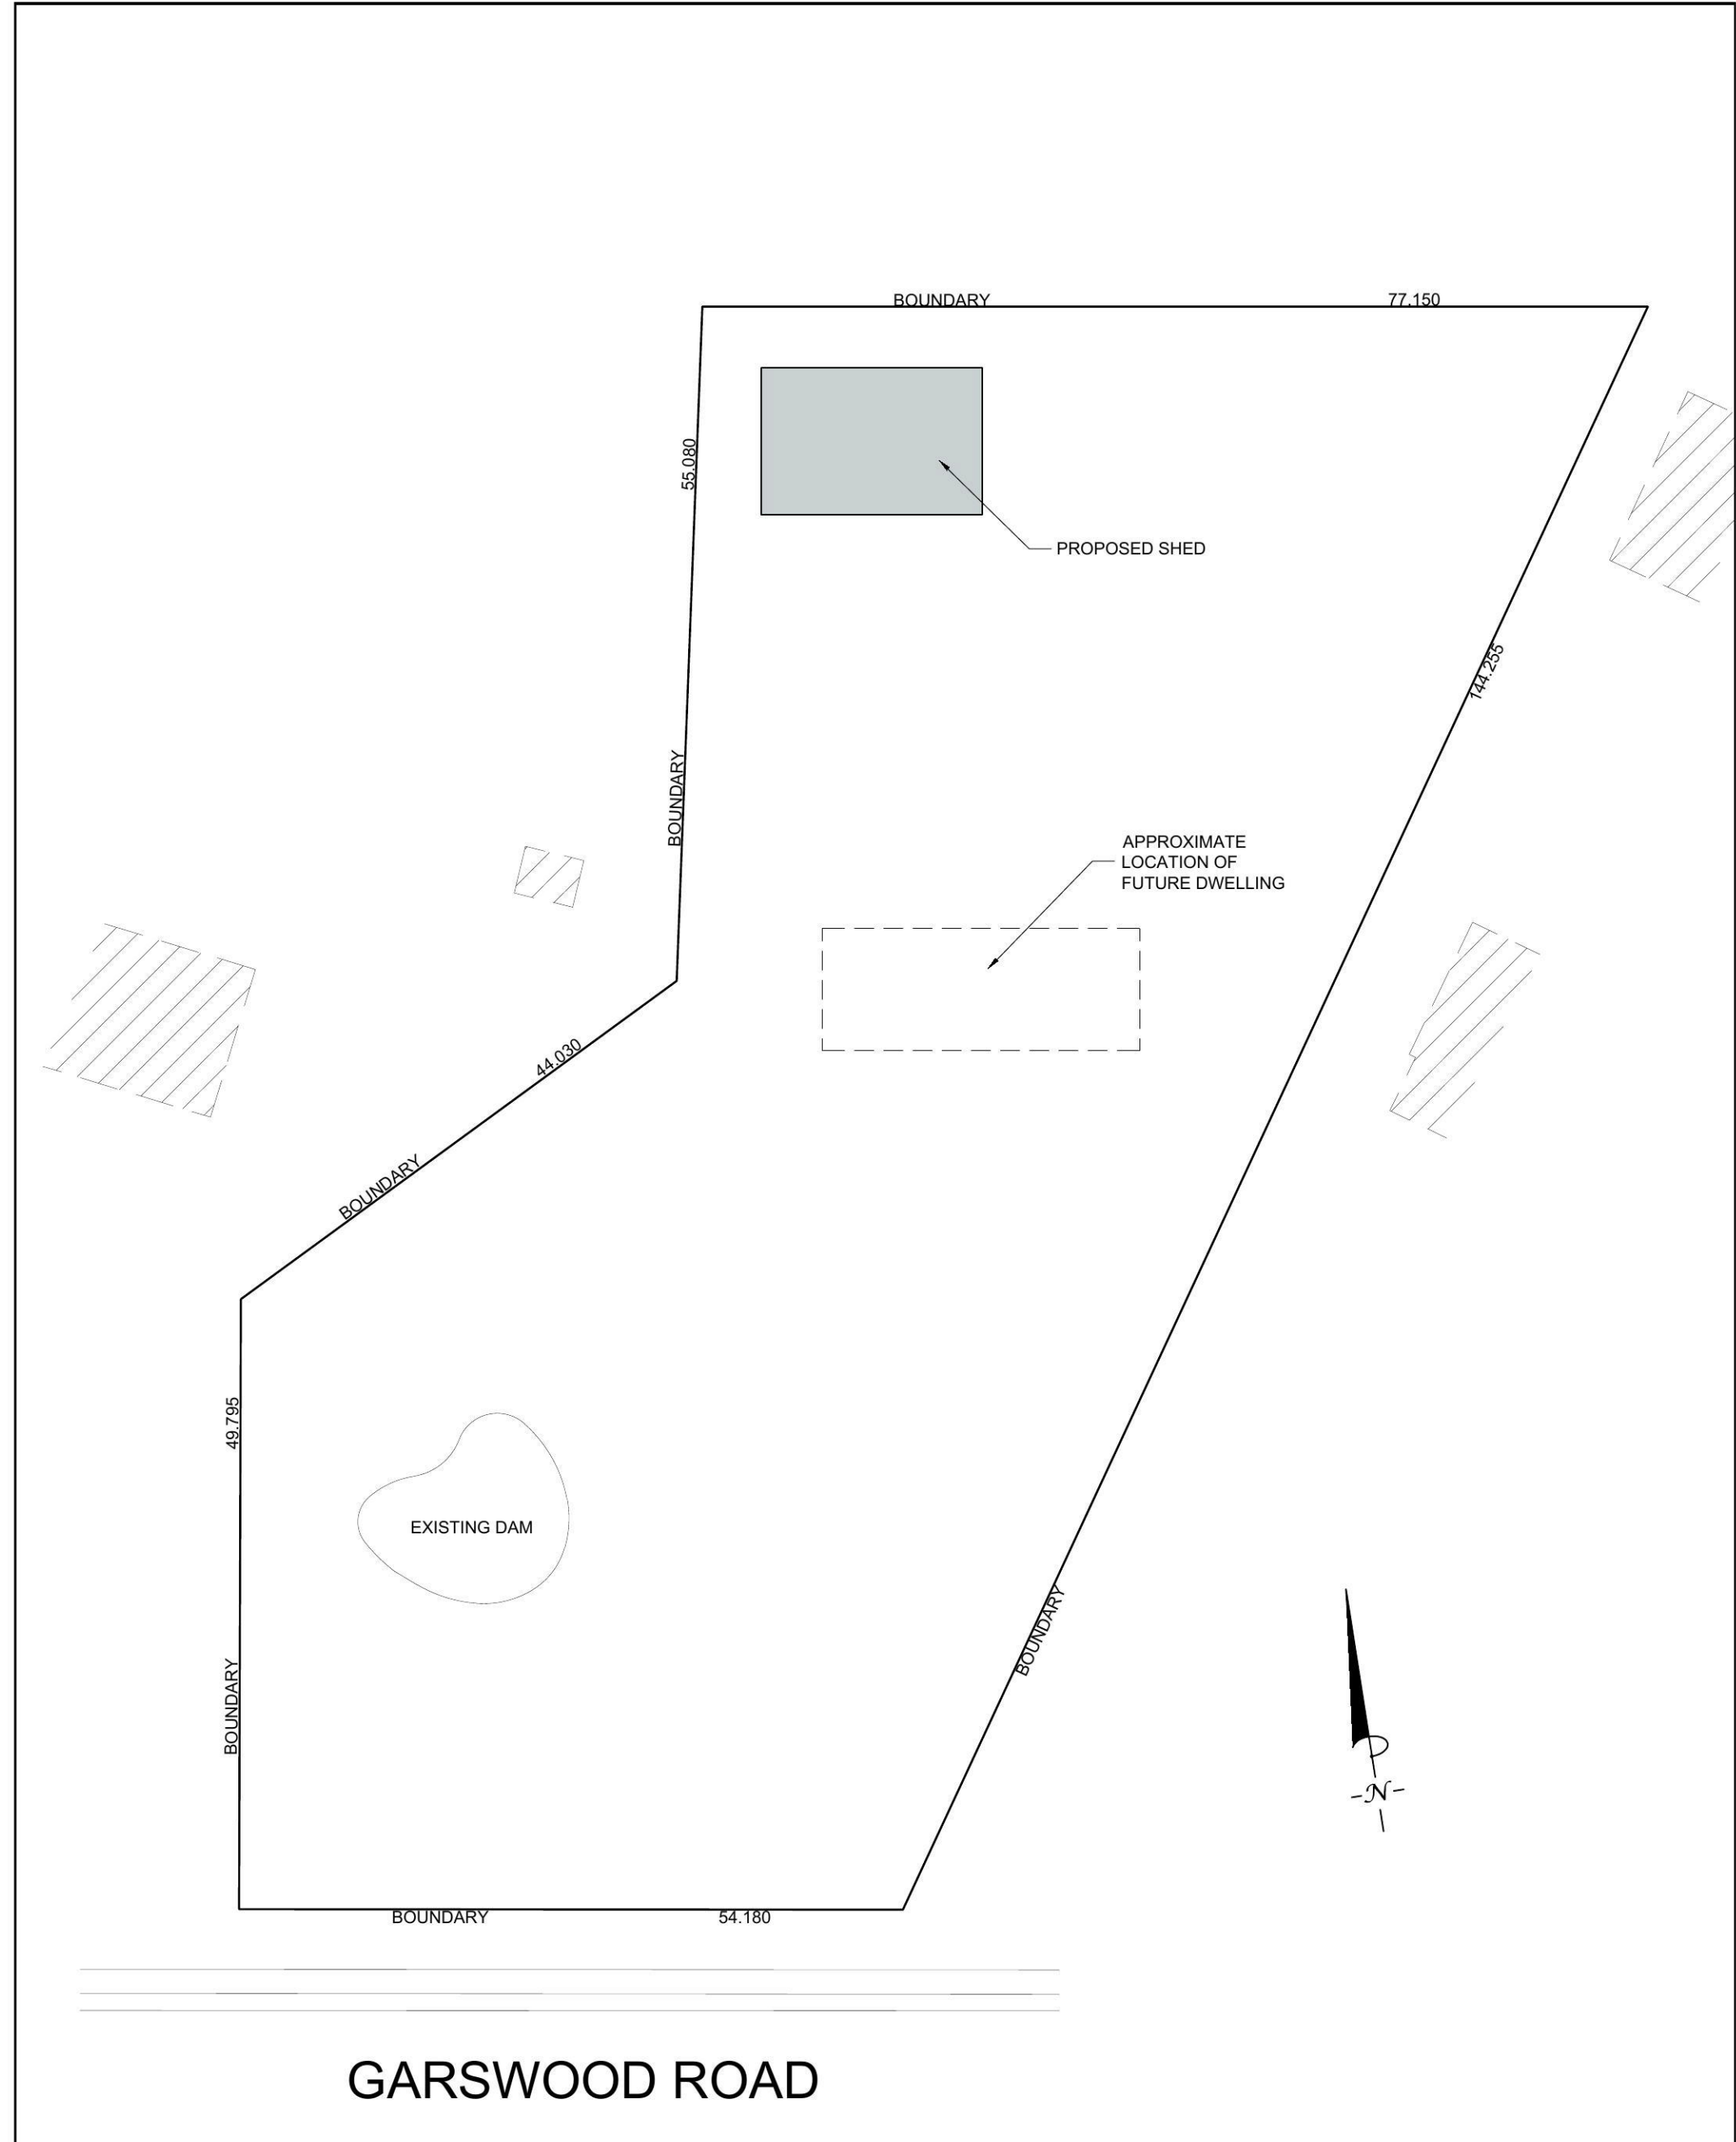 BOUNDARY
77.150
55.080
PROPOSED SHED
144.255
BOUNDARY
APPROXIMATE
LOCATION OF
FUTURE DWELLING
44.030
BOUNDARY
49.795
EXISTING DAM
BOUNDARY
BOUNDARY
-N-
BOUNDARY
54.180
GARSWOOD ROAD